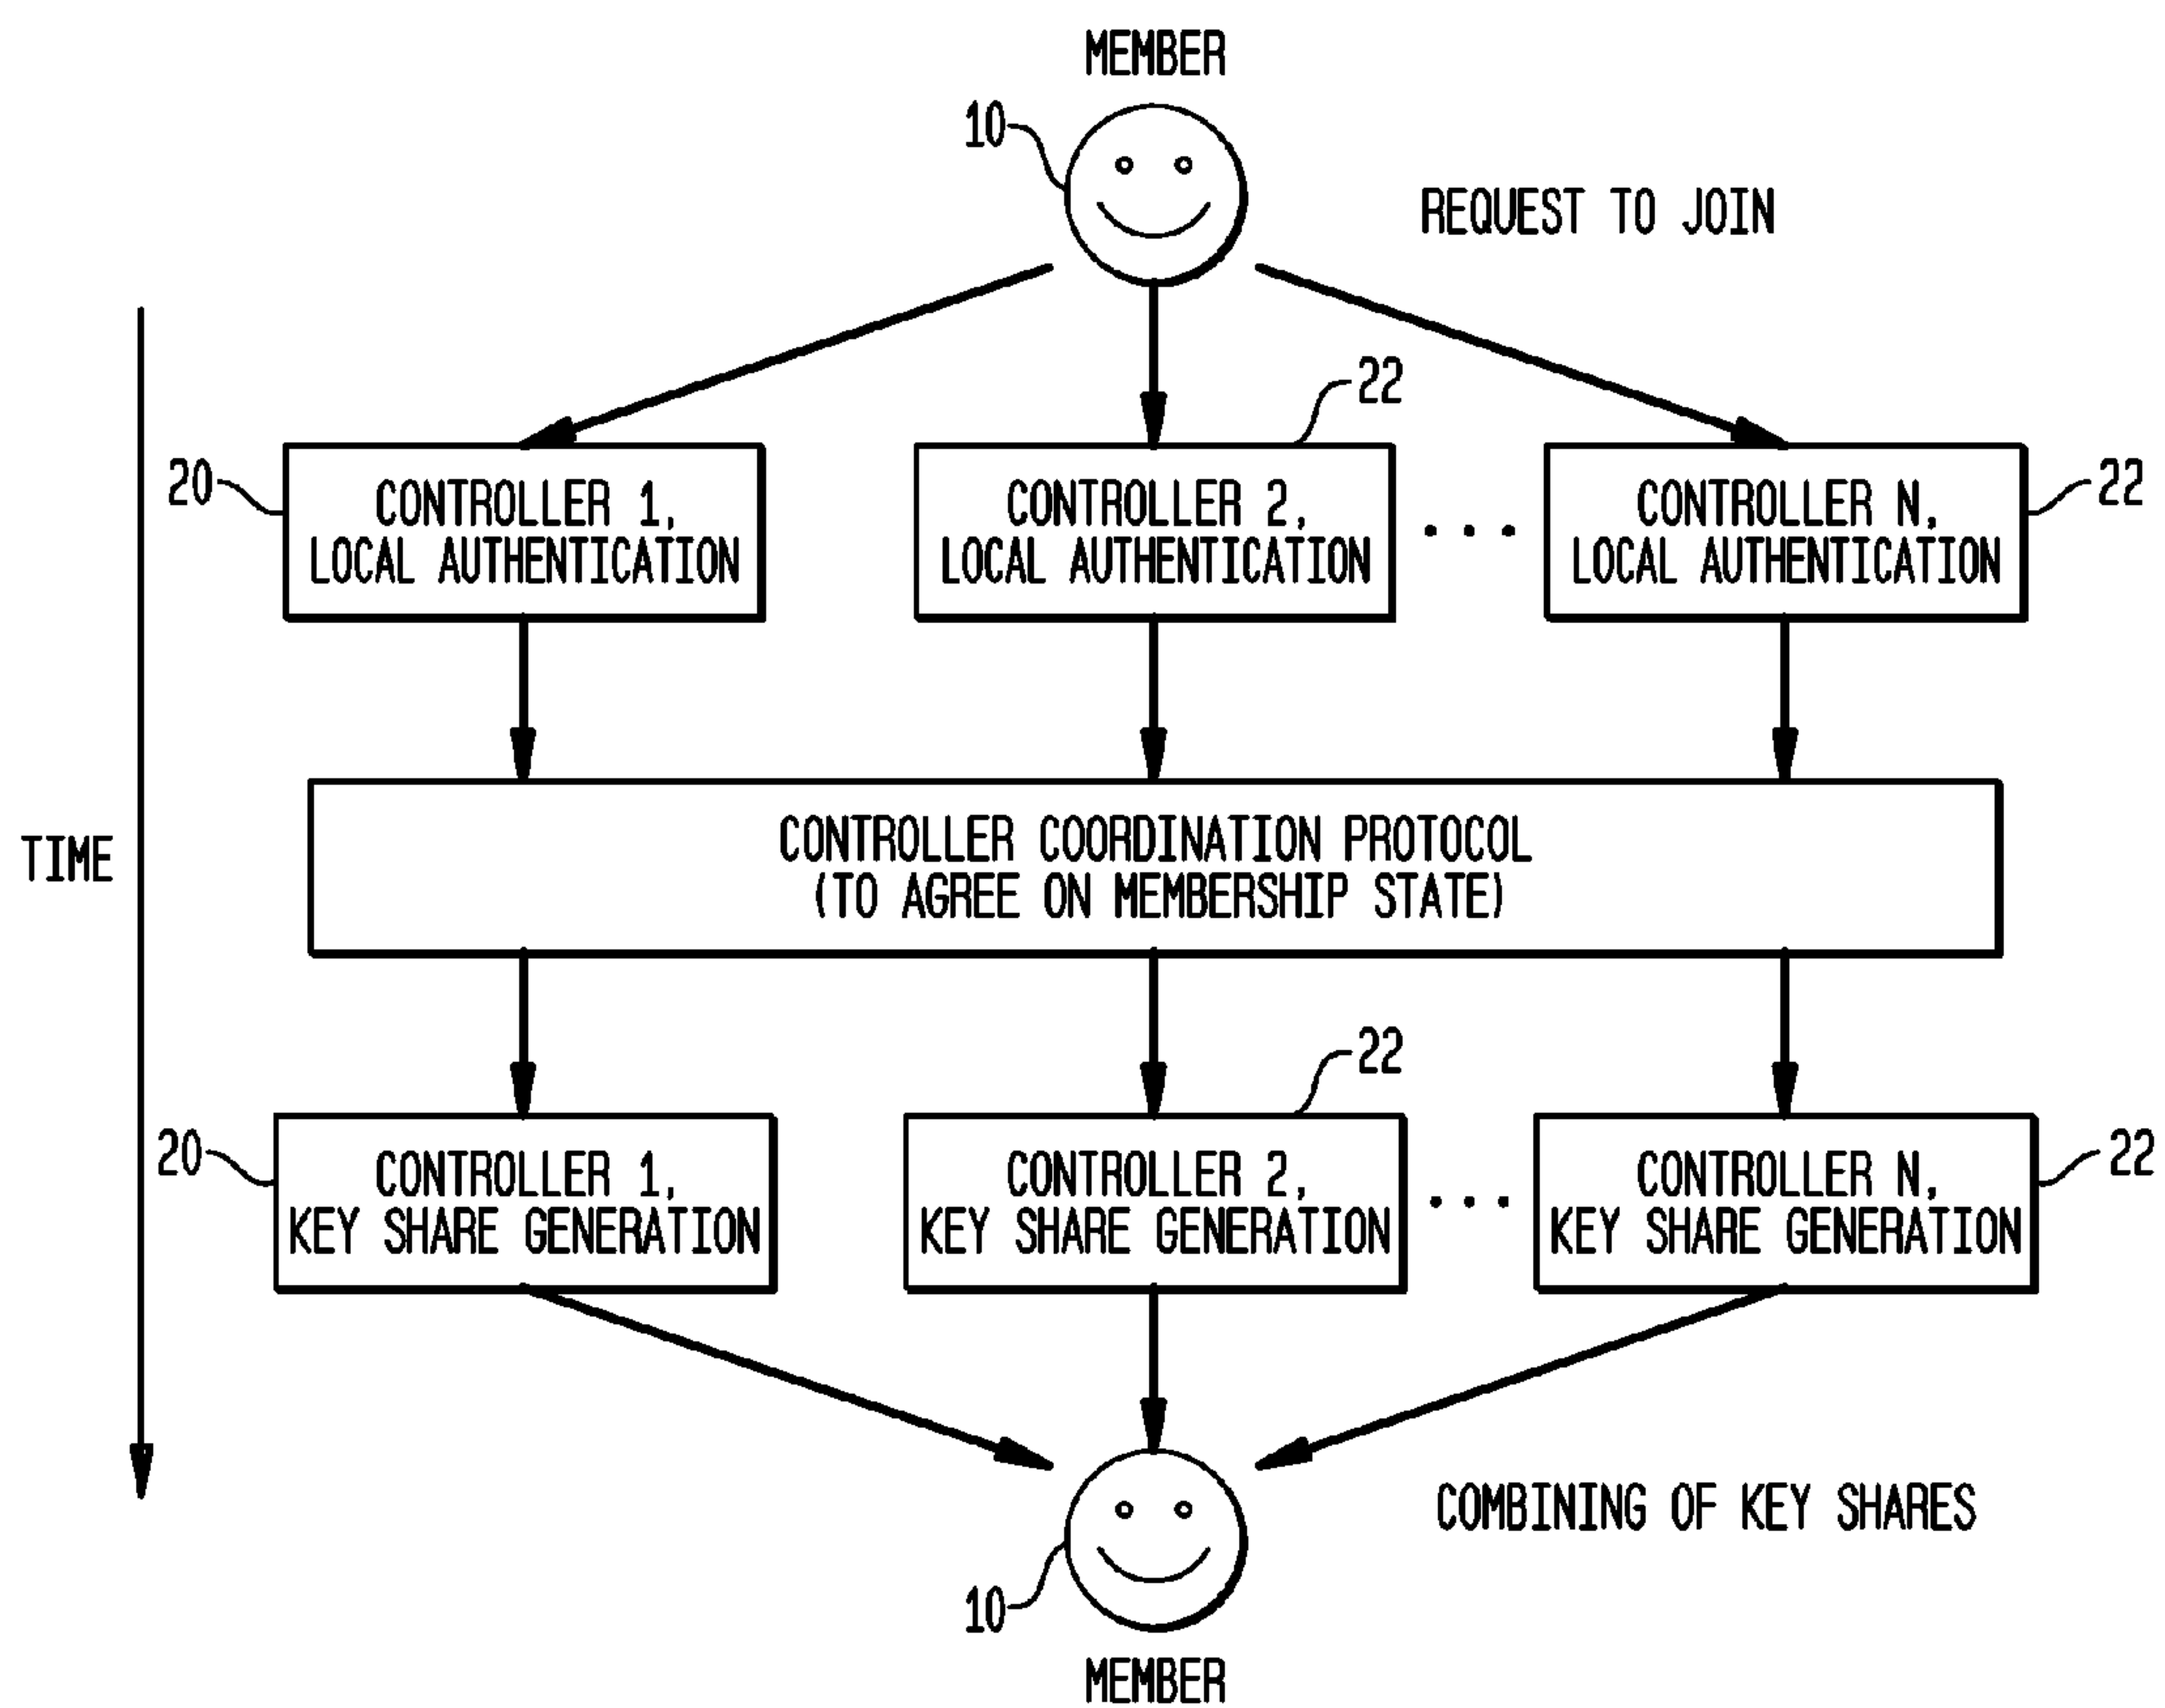 MEMBER
10
REQUEST TO JOIN
22
20
CONTROLLER 1,
LOCAL AUTHENTICATION
CONTROLLER 2,
LOCAL AUTHENTICATION
...
CONTROLLER N,
LOCAL AUTHENTICATION
22
TIME
CONTROLLER COORDINATION PROTOCOL
(TO AGREE ON MEMBERSHIP STATE)
22
20
CONTROLLER 1,
KEY SHARE GENERATION
CONTROLLER 2,
KEY SHARE GENERATION
...
CONTROLLER N,
KEY SHARE GENERATION
22
COMBINING OF KEY SHARES
10
MEMBER